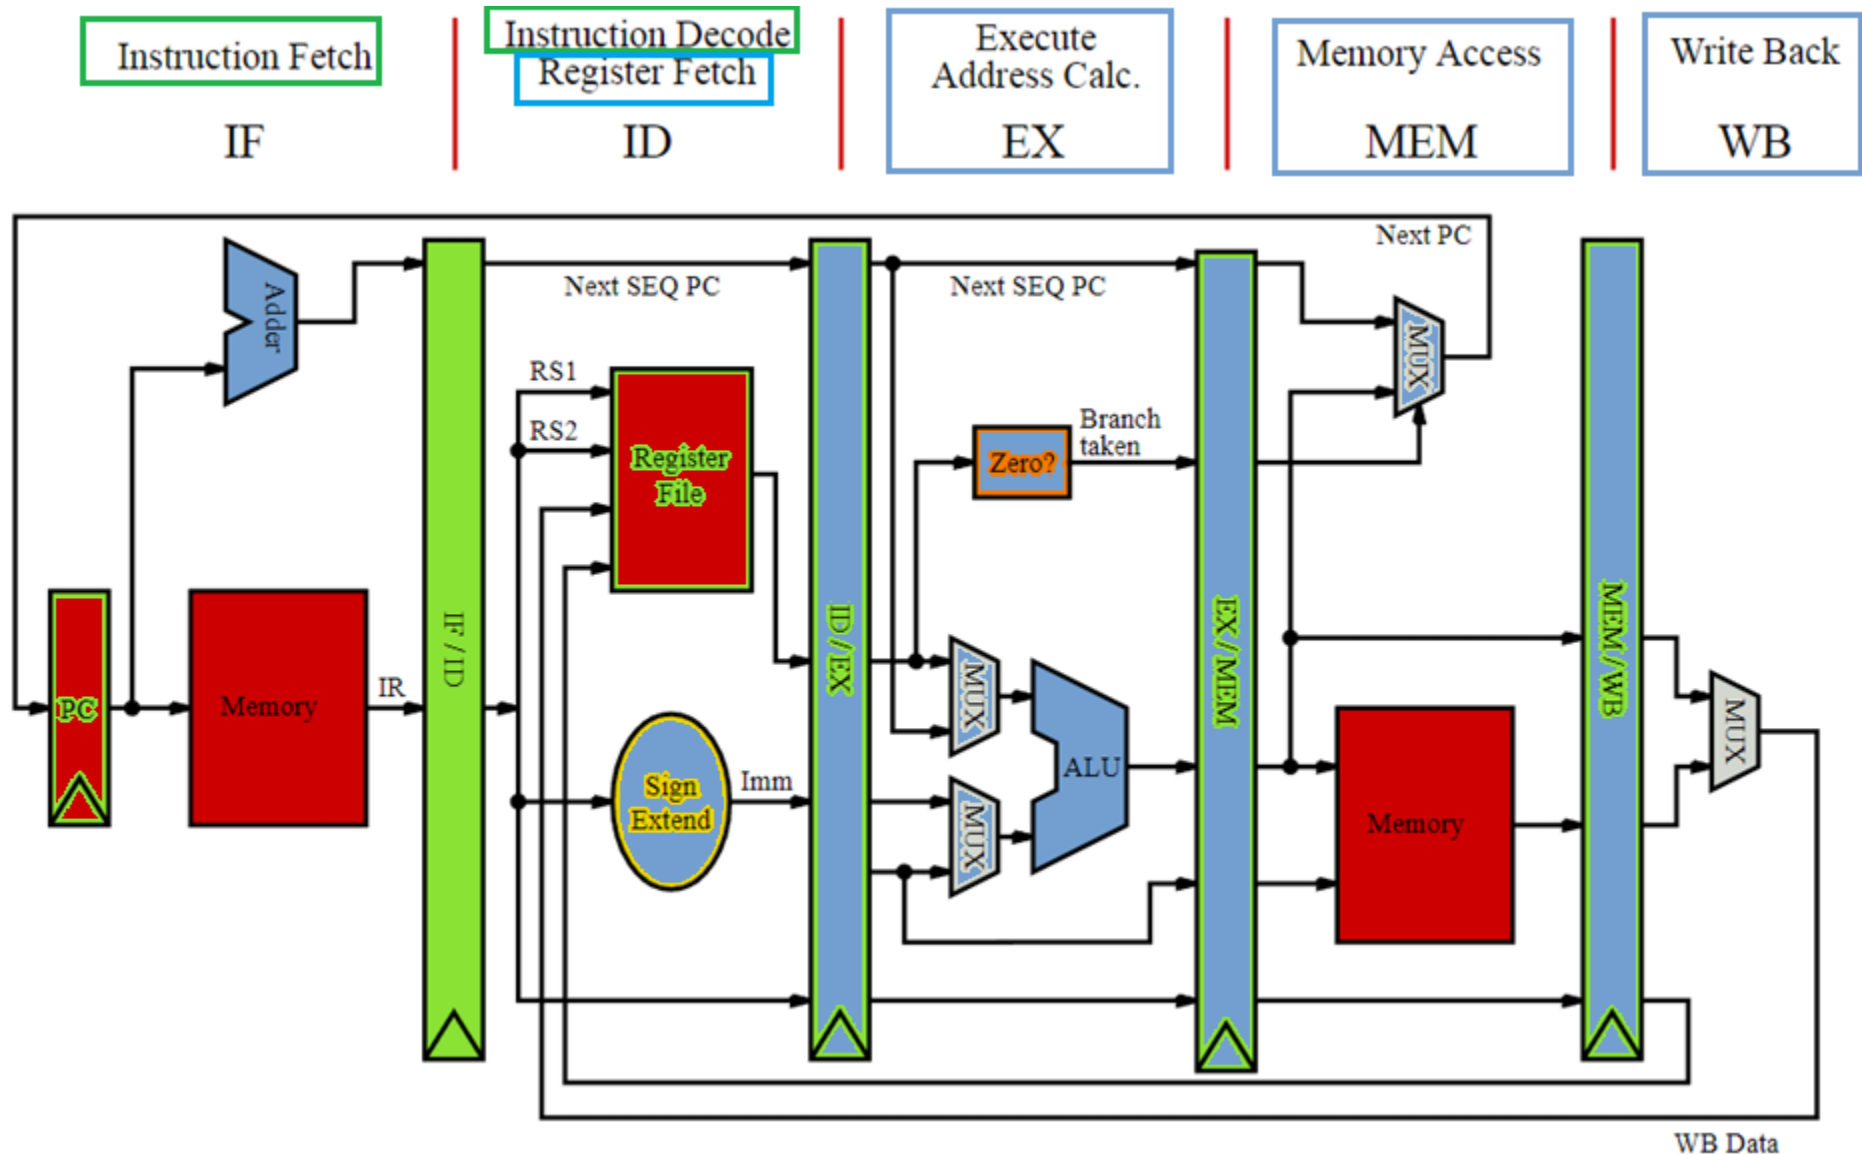 Instruction Fetch
IF
Instruction Decode
Register Fetch
ID
Execute
Address Calc.
EX
Memory Access
MEM
Write Back
WB
Next PC
Adder
Next SEQ PC
Next SEQ PC
MUX
RS1
RS2
Register
File
Branch
taken
Zero?
PC
Memory
IR
IF / ID
Sign
Extend
Imm
ID / EX
MUX
MUX
ALU
EX / MEM
Memory
MEM/WB
MUX
WB Data